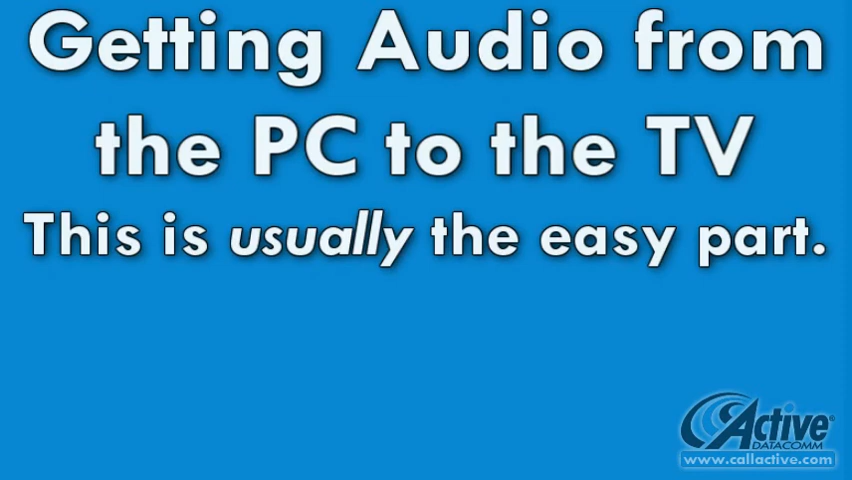 Getting Audio from
the PC to the TV
This is usually the easy part.
Active®
DATACOMM
www.callactive.com